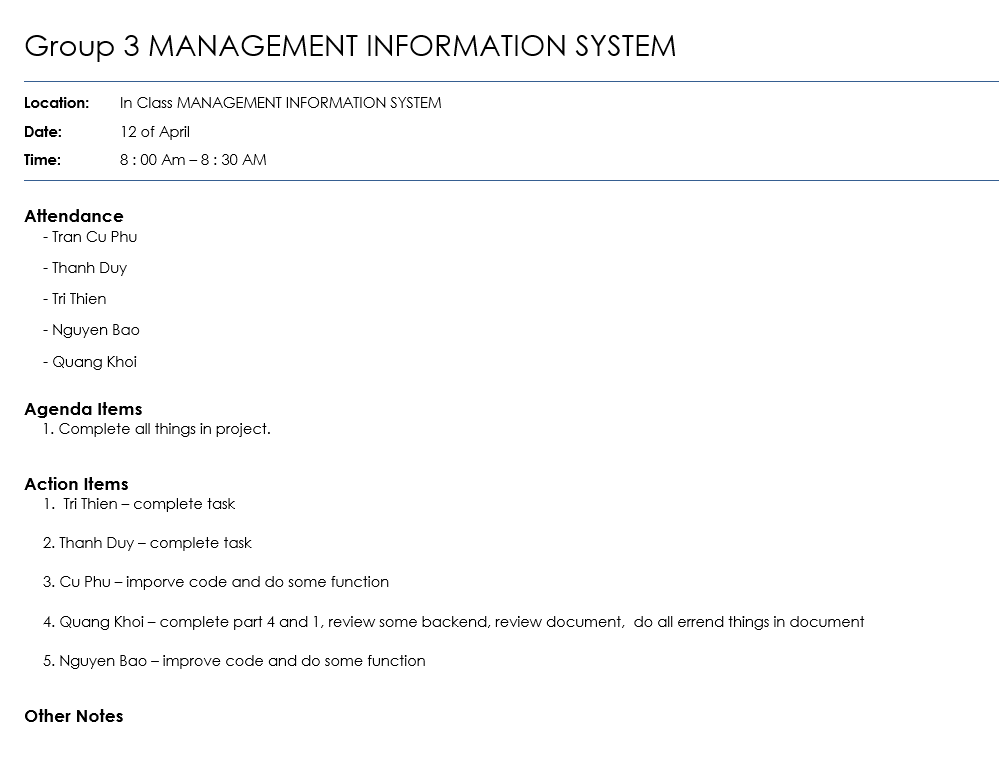 Group 3 MANAGEMENT INFORMATION SYSTEM
Location: In Class MANAGEMENT INFORMATION SYSTEM
Date: 12 of April
Time: 8 : 00 Am – 8 : 30 AM
Attendance
- Tran Cu Phu
- Thanh Duy
- Tri Thien
- Nguyen Bao
- Quang Khoi
Agenda Items
1. Complete all things in project.
Action Items
1.  Tri Thien – complete task
2. Thanh Duy – complete task
3. Cu Phu – imporve code and do some function
4. Quang Khoi – complete part 4 and 1, review some backend, review document,  do all errend things in document
5. Nguyen Bao – improve code and do some function
Other Notes